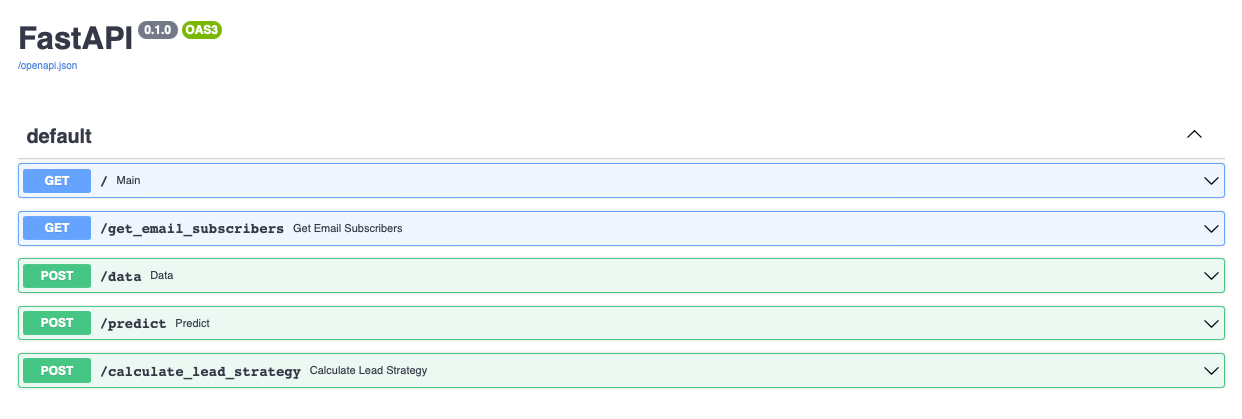 FastAPI 0.1.0 OAS3
/openapi.json
default
GET / Main
GET /get_email_subscribers Get Email Subscribers
POST /data Data
POST /predict Predict
POST /calculate_lead_strategy Calculate Lead Strategy